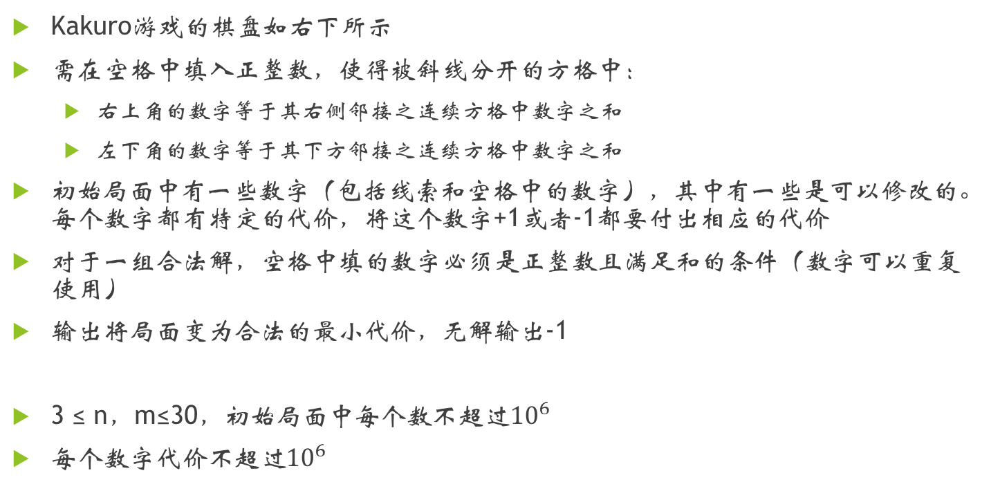 Kakuro游戏的棋盘如右下所示
需在空格中填入正整数，使得被斜线分开的方格中：
右上角的数字等于其右侧邻接之连续方格中数字之和
左下角的数字等于其下方邻接之连续方格中数字之和
初始局面中有一些数字（包括线索和空格中的数字），其中有一些是可以修改的。
每个数字都有特定的代价，将这个数字+1或者-1都要付出相应的代价
对于一组合法解，空格中填的数字必须是正整数且满足和的条件（数字可以重复
使用）
输出将局面变为合法的最小代价，无解输出-1
3 ≤ n，m≤30，初始局面中每个数不超过10⁶
每个数字代价不超过10⁶